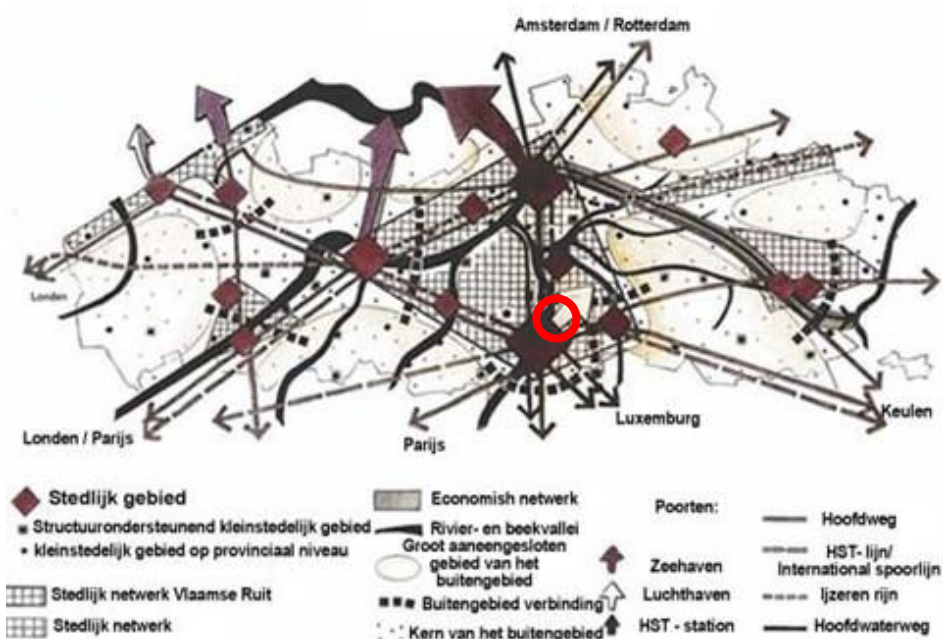 Amsterdam / Rotterdam
Londen
Londen / Parijs
Parijs
Luxemburg
Keulen
Stedlijk gebied
Structuurondersteunend kleinstedelijk gebied
kleinstedelijk gebied op provinciaal niveau
Stedlijk netwerk Vlaamse Ruit
Stedlijk netwerk
Economish netwerk
Rivier- en beekvallei
Groot aaneengesloten
gebied van het
buitengebied
Buitengebied verbinding
Kern van het buitengebied
Poorten:
Zeehaven
Luchthaven
HST - station
Hoofdweg
HST- lijn/
International spoorlijn
Ijzeren rijn
Hoofdwaterweg